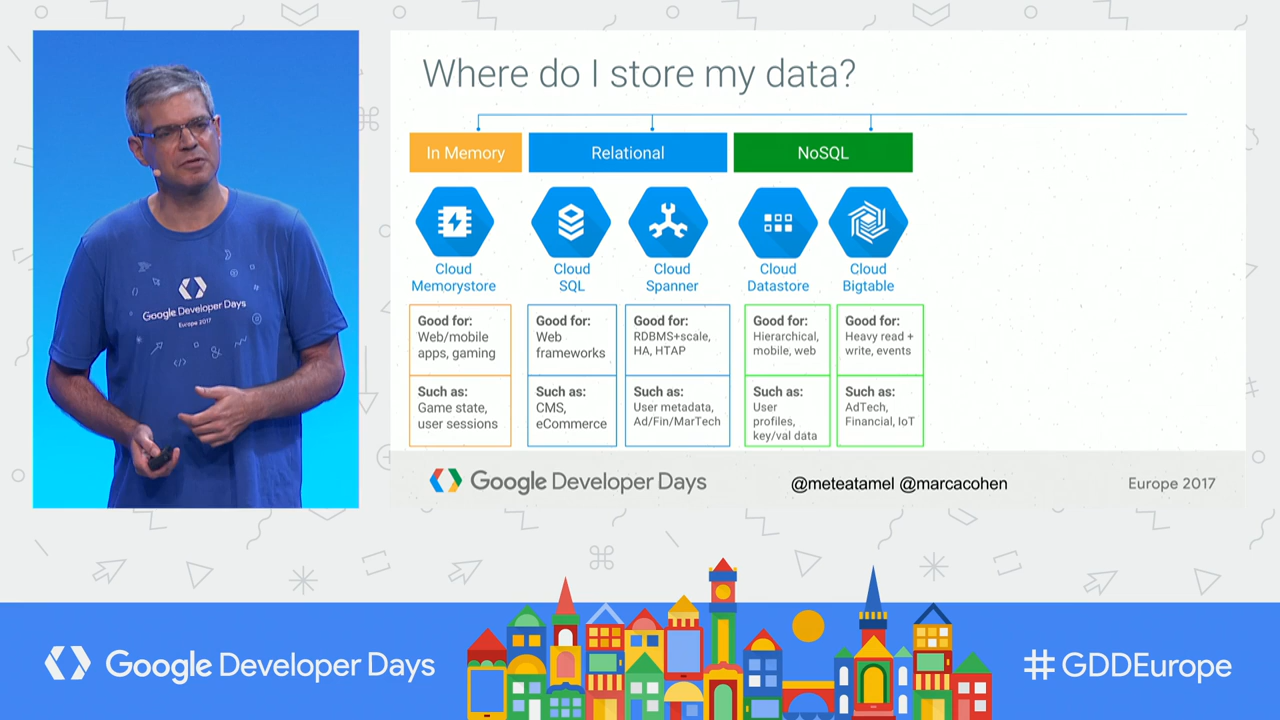 Where do I store my data?
In Memory
Relational
NoSQL
Cloud
Memorystore
Cloud
SQL
Cloud
Spanner
Cloud
Datastore
Cloud
Bigtable
Good for:
Web/mobile
apps, gaming
Good for:
Web
frameworks
Good for:
RDBMS+scale,
HA, HTAP
Good for:
Hierarchical,
mobile, web
Good for:
Heavy read +
write, events
Such as:
Game state,
user sessions
Such as:
CMS,
eCommerce
Such as:
User metadata,
Ad/Fin/MarTech
Such as:
User
profiles,
key/val data
Such as:
AdTech,
Financial, IoT
Google Developer Days
@meteatamel @marcacohen
Europe 2017
Google Developer Days
Europe 2017
Google Developer Days
#GDDEurope